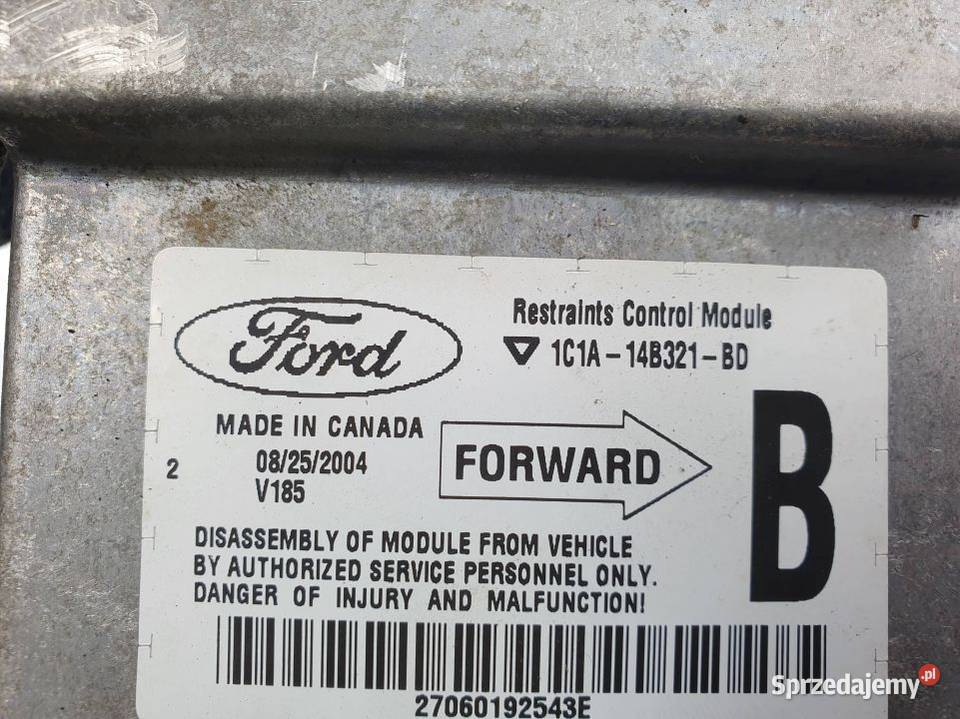 Ford
Restraints Control Module
1C1A-14B321-BD
MADE IN CANADA
08/25/2004
V185
2
FORWARD
B
DISASSEMBLY OF MODULE FROM VEHICLE
BY AUTHORIZED SERVICE PERSONNEL ONLY.
DANGER OF INJURY AND MALFUNCTION!
27060192543E
Sprzedajemy.pl